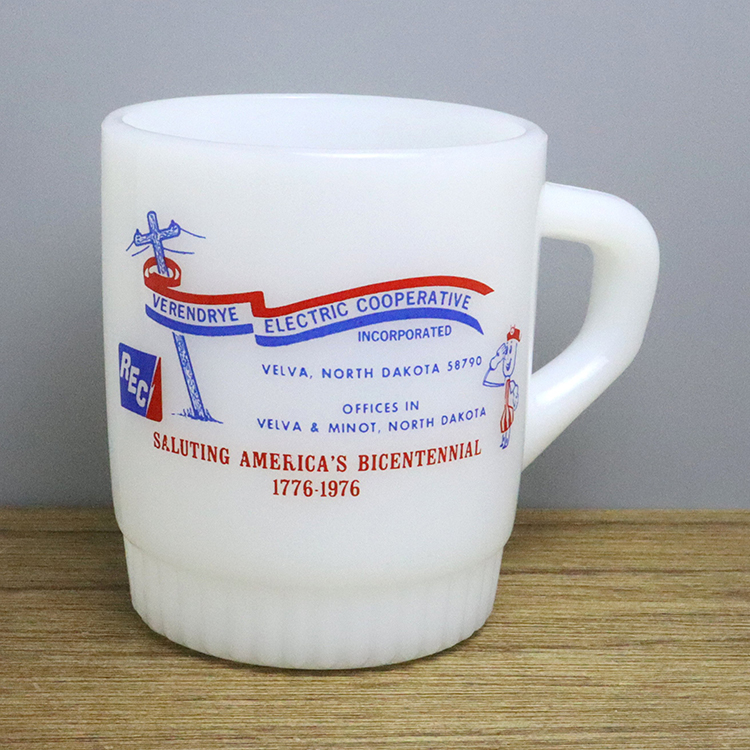 VERENDRYE ELECTRIC COOPERATIVE
INCORPORATED
REC
VELVA, NORTH DAKOTA 58790
OFFICES IN
VELVA & MINOT, NORTH DAKOTA
SALUTING AMERICA'S BICENTENNIAL
1776-1976